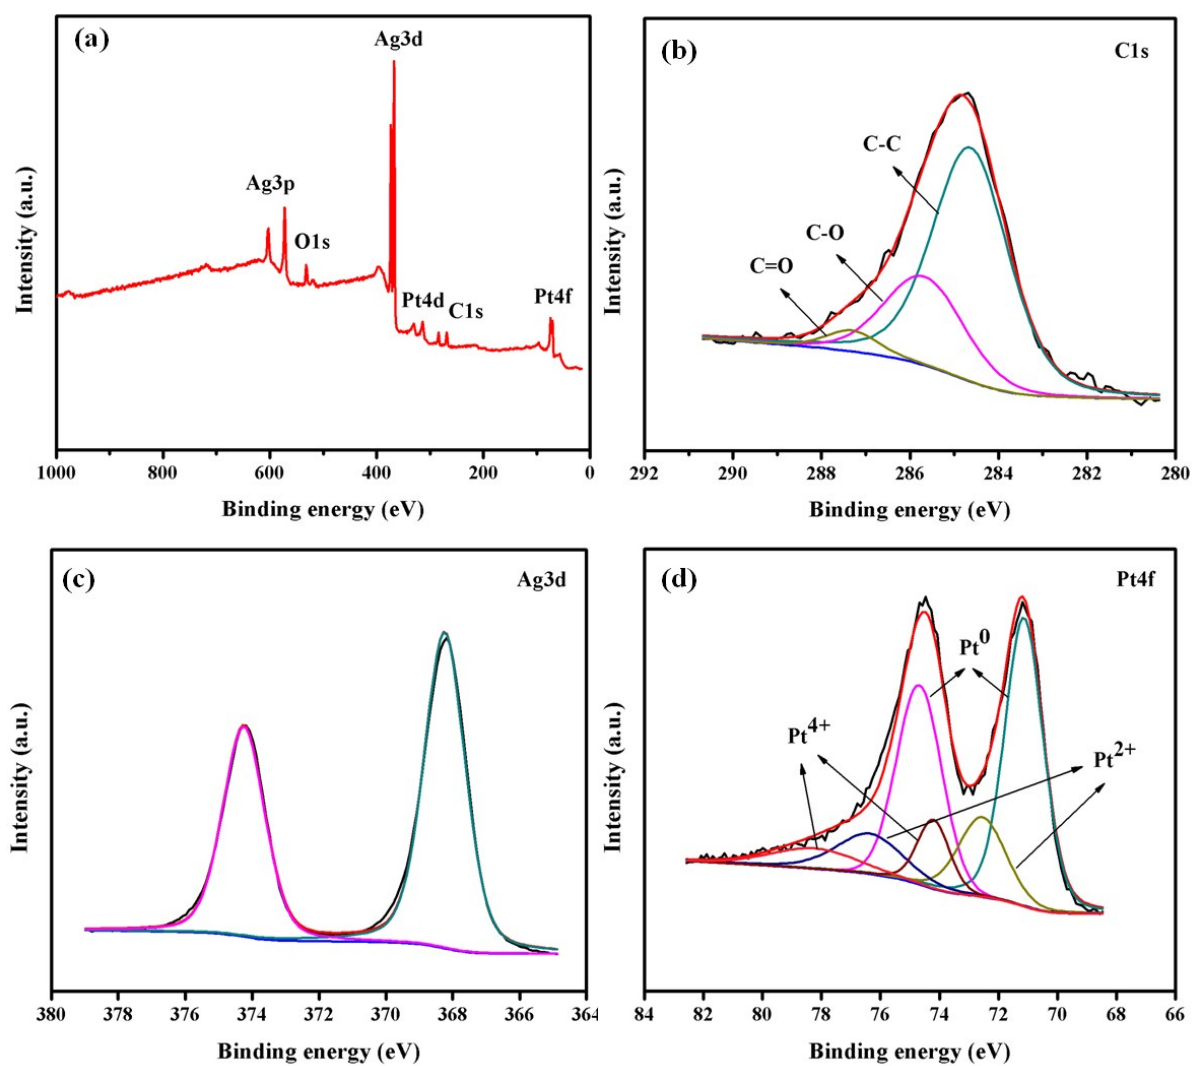 (a)
Ag3d
Ag3p
O1s
Pt4d
C1s
Pt4f
Intensity (a.u.)
1000 800 600 400 200 0
Binding energy (eV)
(b)
C1s
C-C
C-O
C=O
Intensity (a.u.)
292 290 288 286 284 282 280
Binding energy (eV)
(c)
Ag3d
Intensity (a.u.)
380 378 376 374 372 370 368 366 364
Binding energy (eV)
(d)
Pt4f
Pt0
Pt4+
Pt2+
Intensity (a.u.)
84 82 80 78 76 74 72 70 68 66
Binding energy (eV)